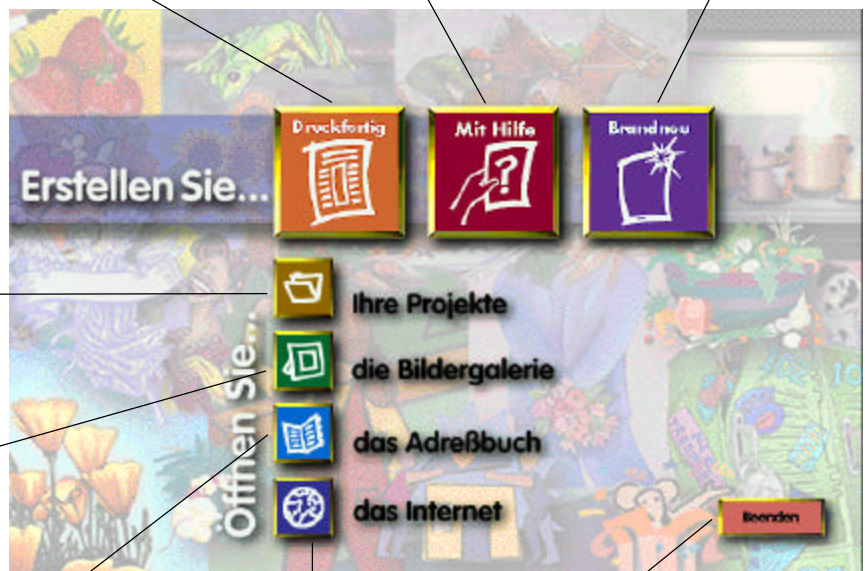 Druckfertig
Mit Hilfe
Brandneu
Erstellen Sie...
Öffnen Sie...
Ihre Projekte
die Bildergalerie
das Adreßbuch
das Internet
Beenden